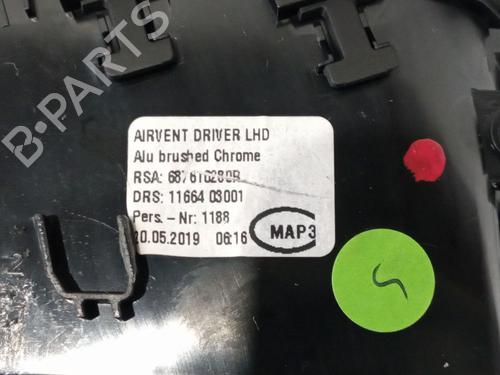 B-PARTS
AIRVENT DRIVER LHD
Alu brushed Chrome
RSA: 687610280R
DRS: 11664 03001
Pers. - Nr: 1188
20.05.2019 06:16
MAP3